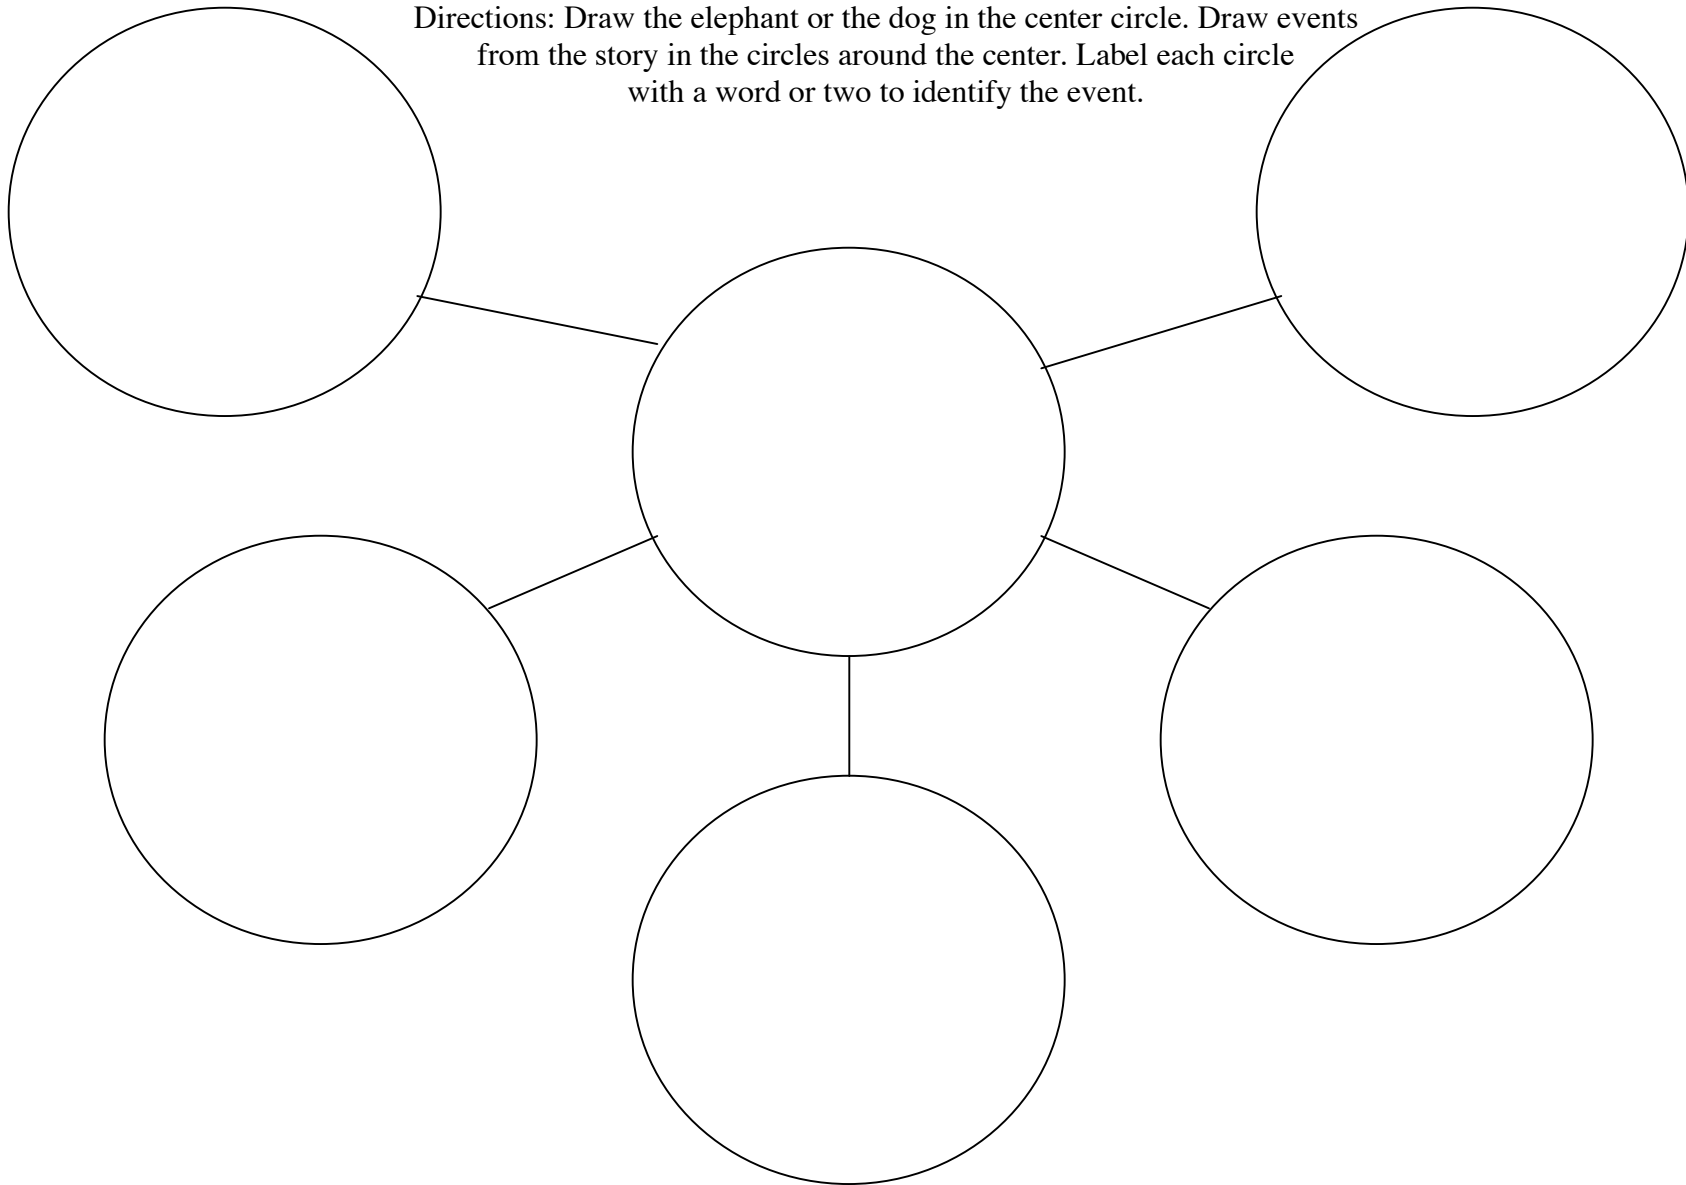 Directions: Draw the elephant or the dog in the center circle. Draw events
from the story in the circles around the center. Label each circle
with a word or two to identify the event.